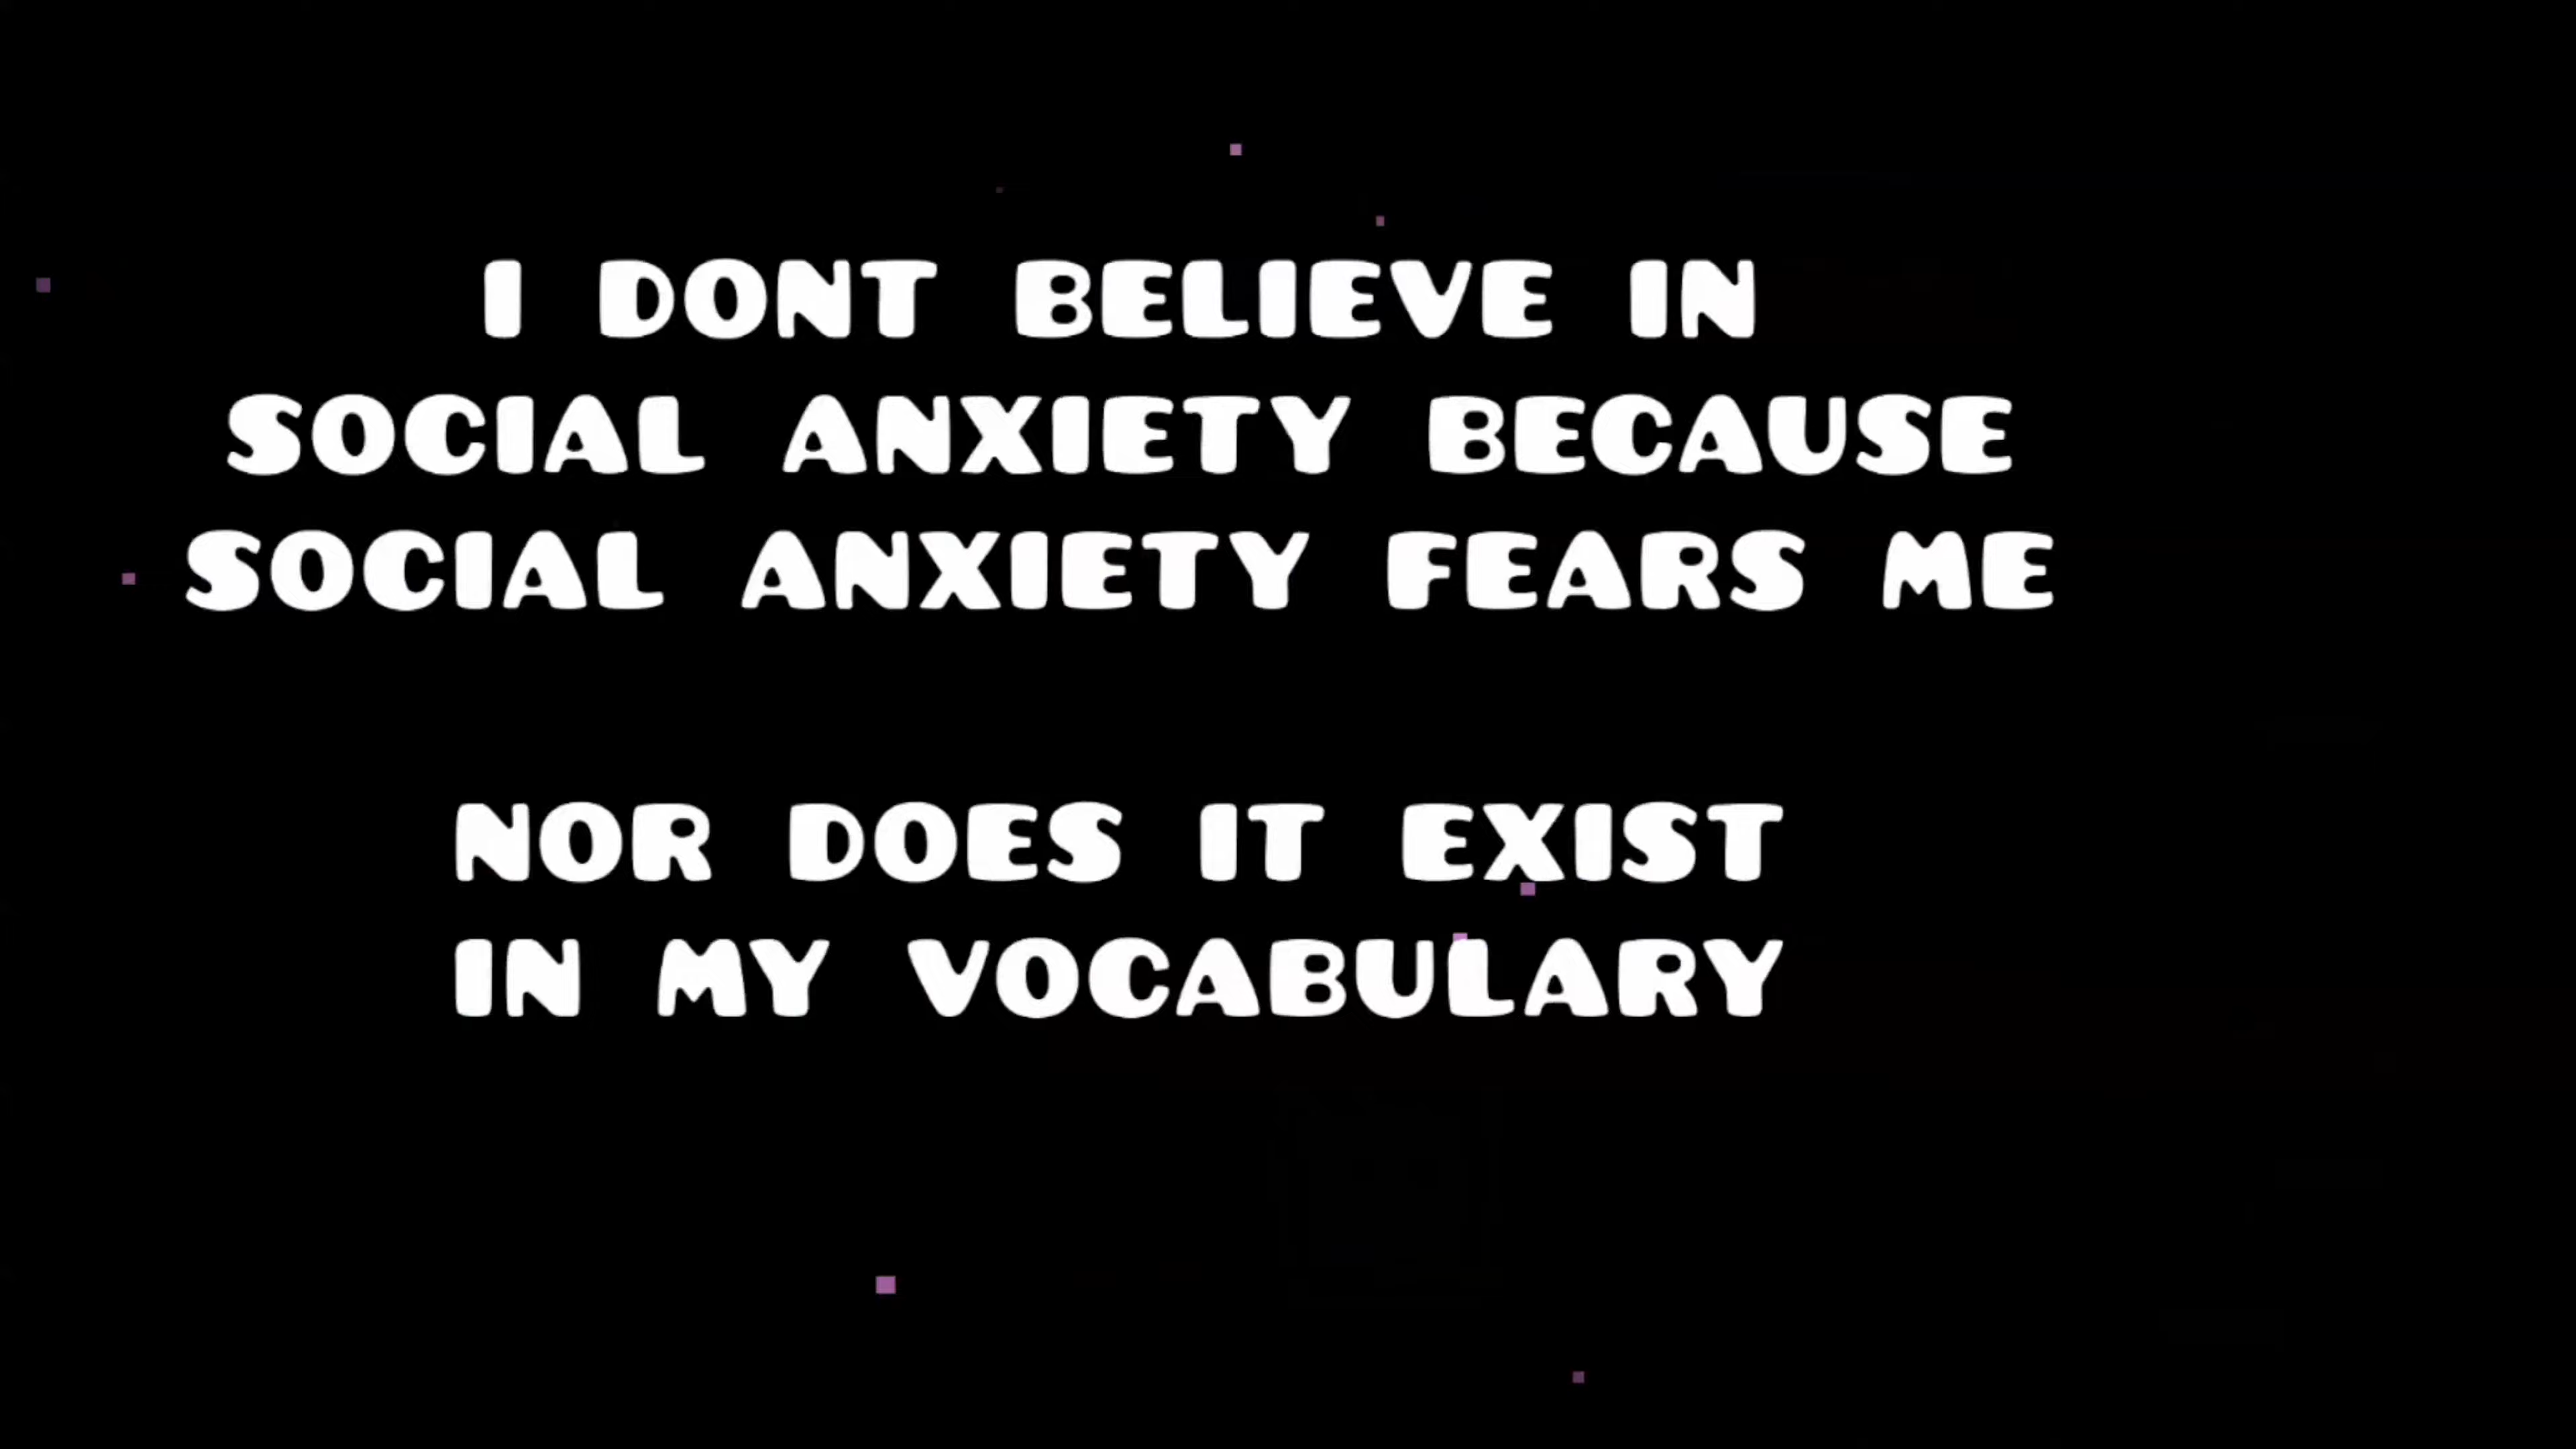 I DONT BELIEVE IN
SOCIAL ANXIETY BECAUSE
SOCIAL ANXIETY FEARS ME
NOR DOES IT EXIST
IN MY VOCABULARY